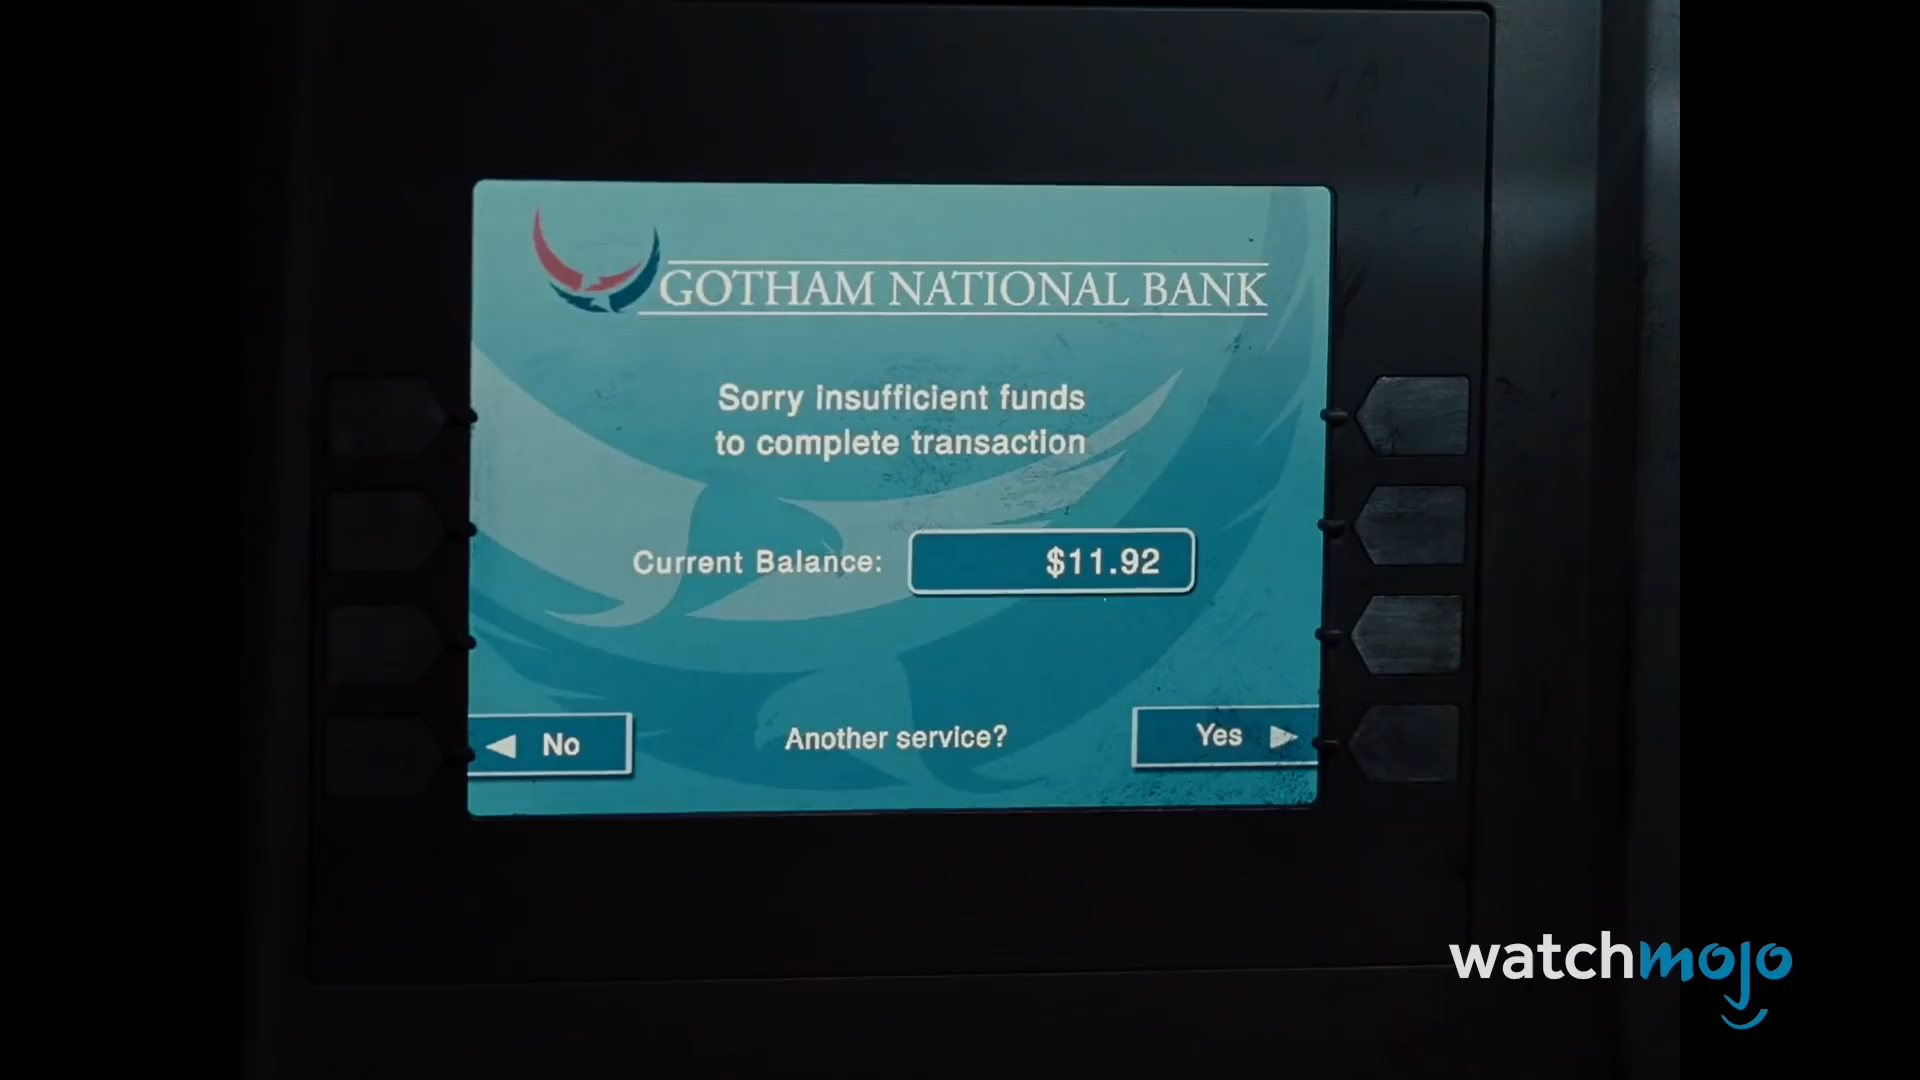 GOTHAM NATIONAL BANK
Sorry insufficient funds
to complete transaction
Current Balance: $11.92
No
Another service?
Yes
watchmojo